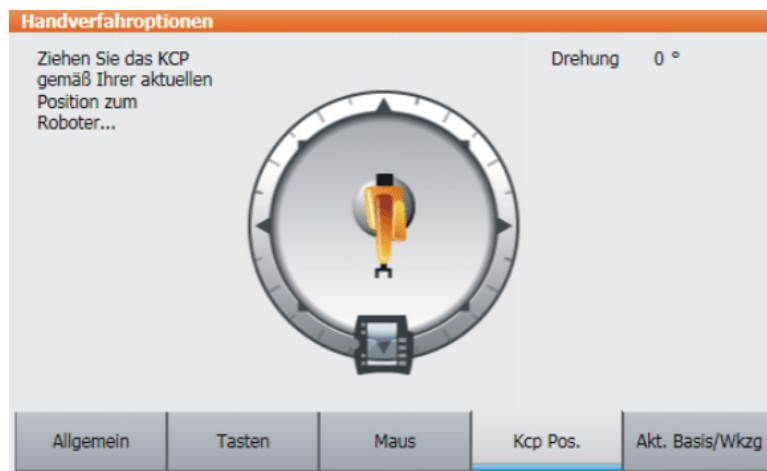 Handverfahroptionen
Ziehen Sie das KCP
gemäß Ihrer aktuellen
Position zum
Roboter...
Drehung 0 °
Allgemein
Tasten
Maus
Kcp Pos.
Akt. Basis/Wkzg